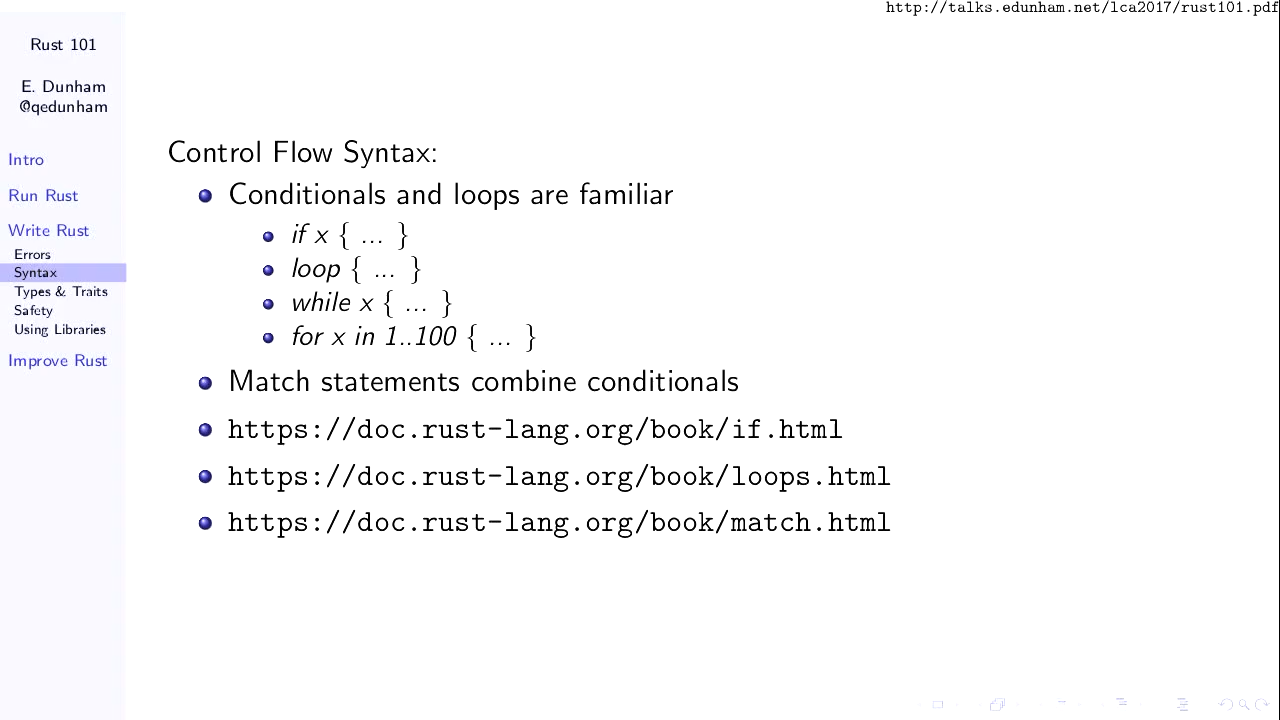 http://talks.edunham.net/lca2017/rust101.pdf
Rust 101
E. Dunham
@qedunham
Intro
Run Rust
Write Rust
Errors
Syntax
Types & Traits
Safety
Using Libraries
Improve Rust
Control Flow Syntax:
Conditionals and loops are familiar
if x { ... }
loop { ... }
while x { ... }
for x in 1..100 { ... }
Match statements combine conditionals
https://doc.rust-lang.org/book/if.html
https://doc.rust-lang.org/book/loops.html
https://doc.rust-lang.org/book/match.html